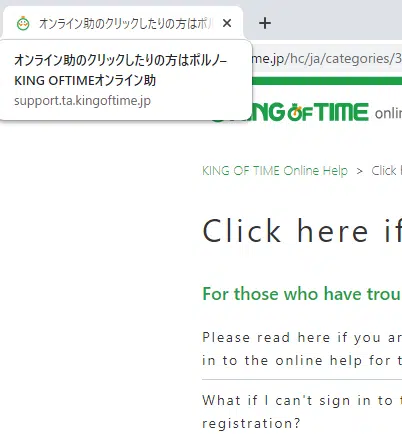 オンライン助のクリックしたりの方はポル
オンライン助のクリックしたりの方はポルノ–
KING OFTIMEオンライン助
support.ta.kingoftime.jp
me.jp/hc/ja/categories/3
KING OF TIME onlin
KING OF TIME Online Help > Click h
Click here if
For those who have trou
Please read here if you ar
in to the online help for t
What if I can't sign in to t
registration?